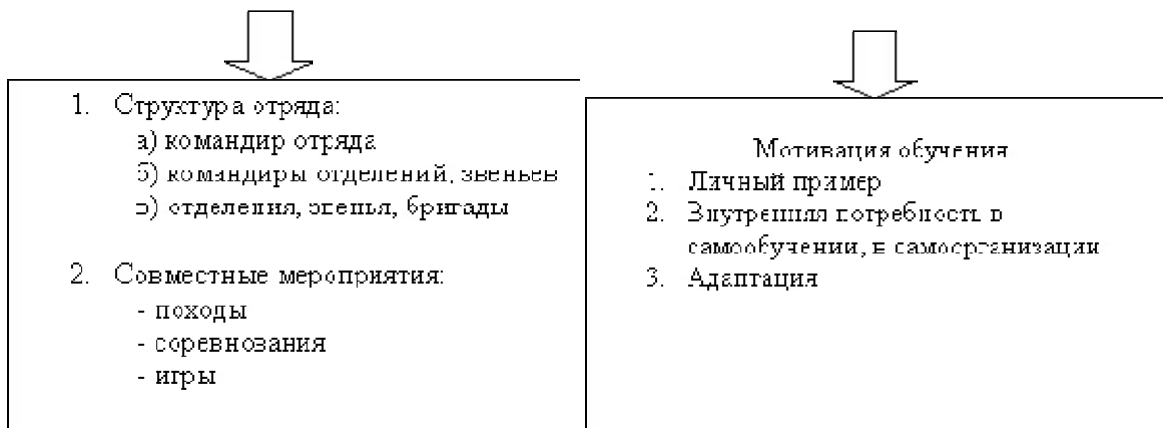 1. Структура отряда:
а) командир отряда
б) командиры отделений, звеньев
в) отделения, звенья, бригады
2. Совместные мероприятия:
- походы
- соревнования
- игры
Мотивация обучения
1. Личный пример
2. Внутренняя потребность в
самообучении, в самоорганизации
3. Адаптация